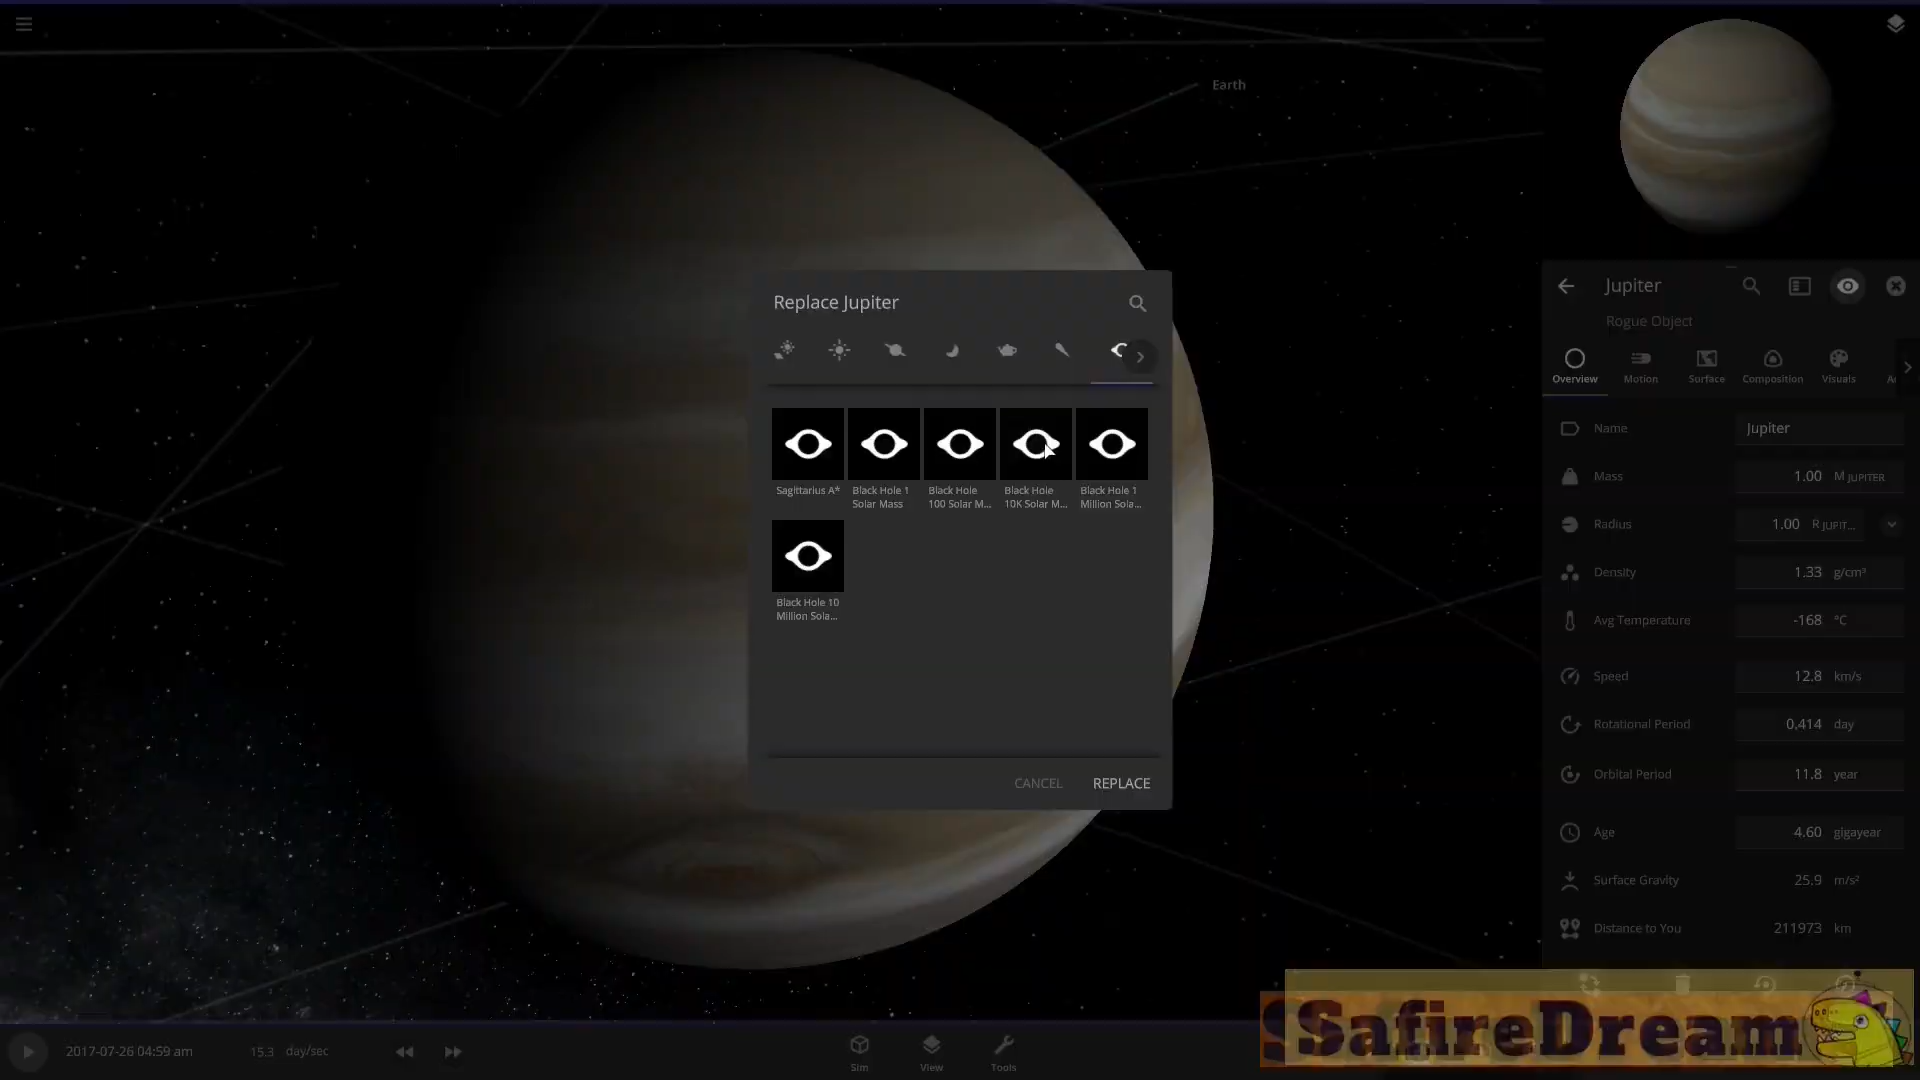 Earth
Replace Jupiter
Sagittarius A*
Black Hole 1
Solar Mass
Black Hole
100 Solar M...
Black Hole
10K Solar M...
Black Hole 1
Million Sola...
Black Hole 10
Million Sola...
CANCEL
REPLACE
Jupiter
Rogue Object
Overview
Motion
Surface
Composition
Visuals
Name
Jupiter
Mass
1.00 M JUPITER
Radius
1.00 R JUPIT...
Density
1.33 g/cm³
Avg Temperature
-168 °C
Speed
12.8 km/s
Rotational Period
0.414 day
Orbital Period
11.8 year
Age
4.60 gigayear
Surface Gravity
25.9 m/s²
Distance to You
211973 km
2017-07-26 04:59 am
15.3 day/sec
Sim
View
Tools
SafireDream